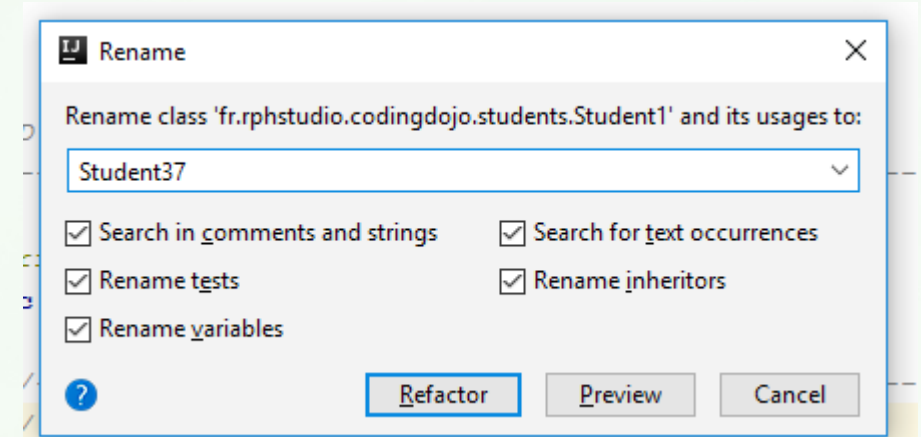 IJ Rename
Rename class 'fr.rphstudio.codingdojo.students.Student1' and its usages to:
Student37
Search in comments and strings Search for text occurrences
Rename tests Rename inheritors
Rename variables
? Refactor Preview Cancel